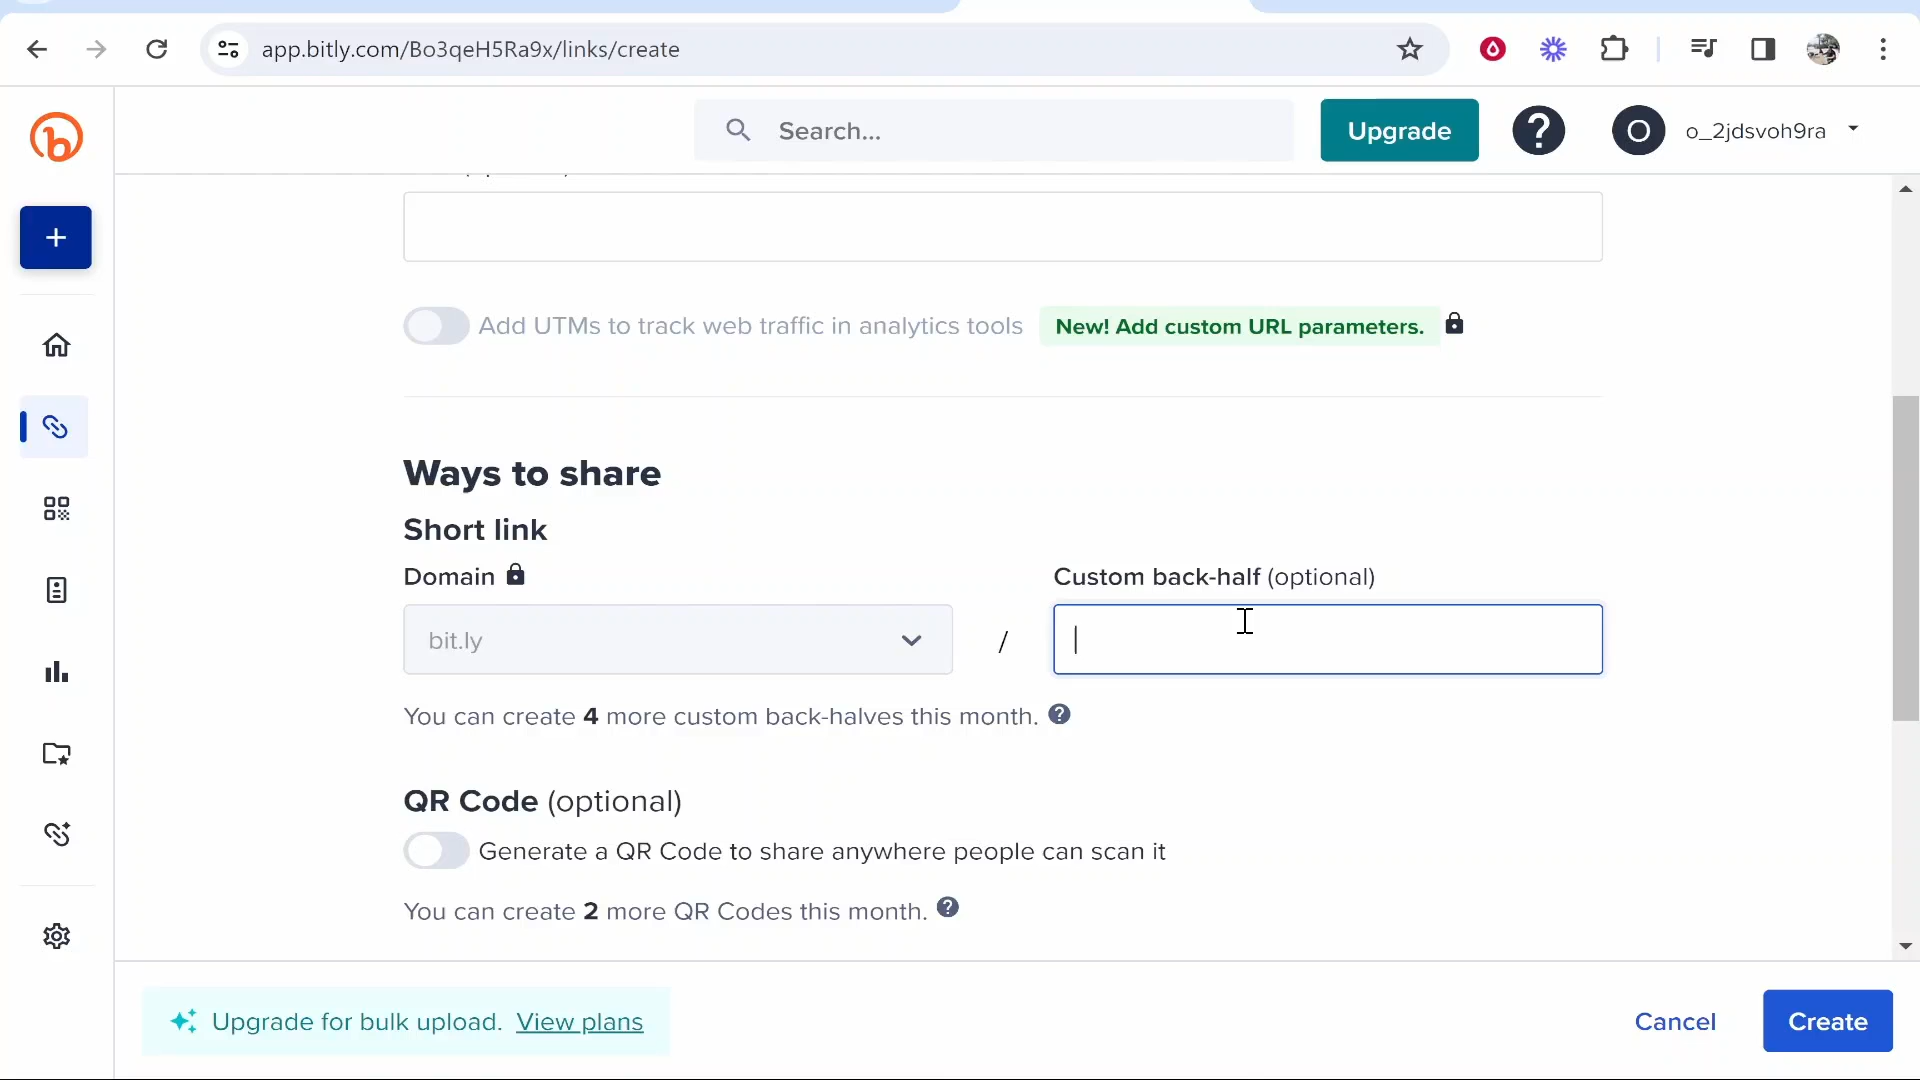 app.bitly.com/Bo3qeH5Ra9x/links/create
Search...
Upgrade
?
O
o_2jdsvoh9ra
b
+
Add UTMs to track web traffic in analytics tools
New! Add custom URL parameters.
Ways to share
Short link
Domain
Custom back-half (optional)
bit.ly
/
You can create 4 more custom back-halves this month. ?
QR Code (optional)
Generate a QR Code to share anywhere people can scan it
You can create 2 more QR Codes this month. ?
Upgrade for bulk upload. View plans
Cancel
Create